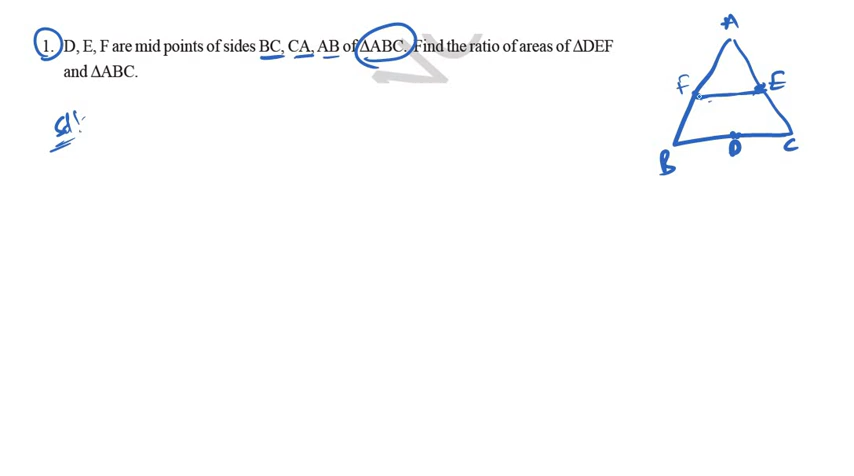 1. D, E, F are mid points of sides BC, CA, AB of ΔABC. Find the ratio of areas of ΔDEF
and ΔABC.
Sol:
A
F
E
B
D
C